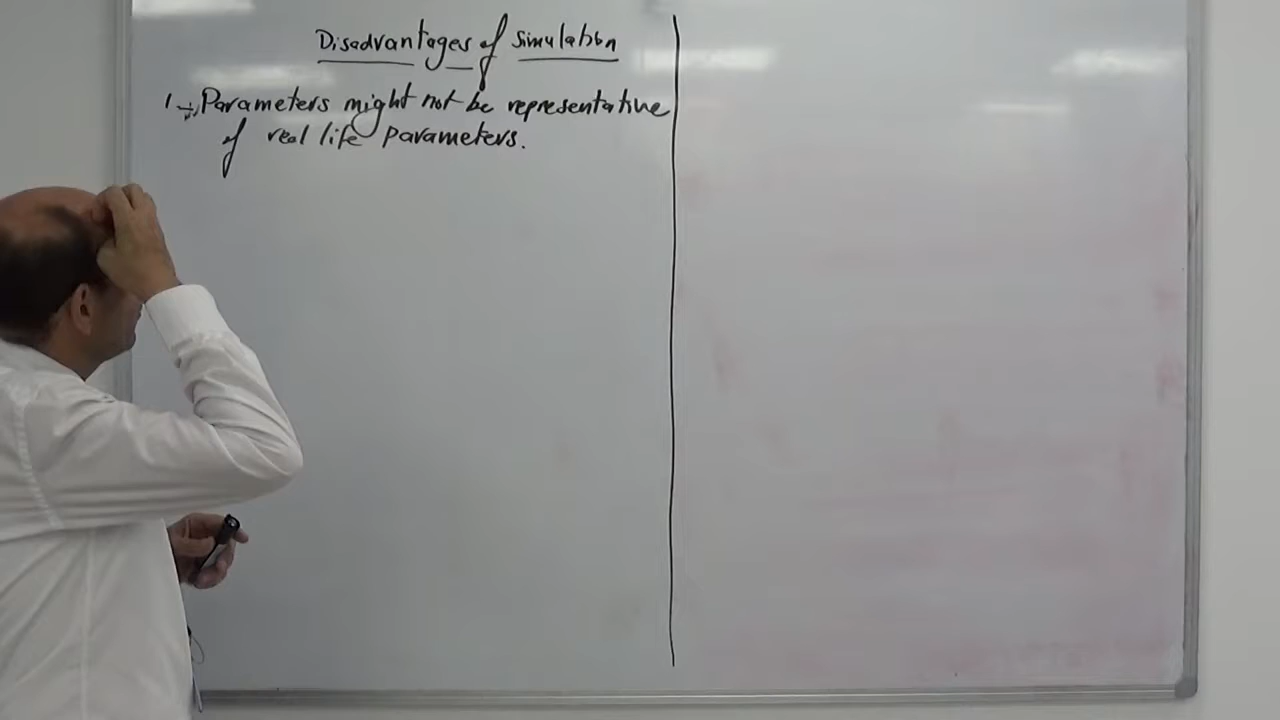 Disadvantages of Simulation
1 - Parameters might not be representative
of real life parameters.